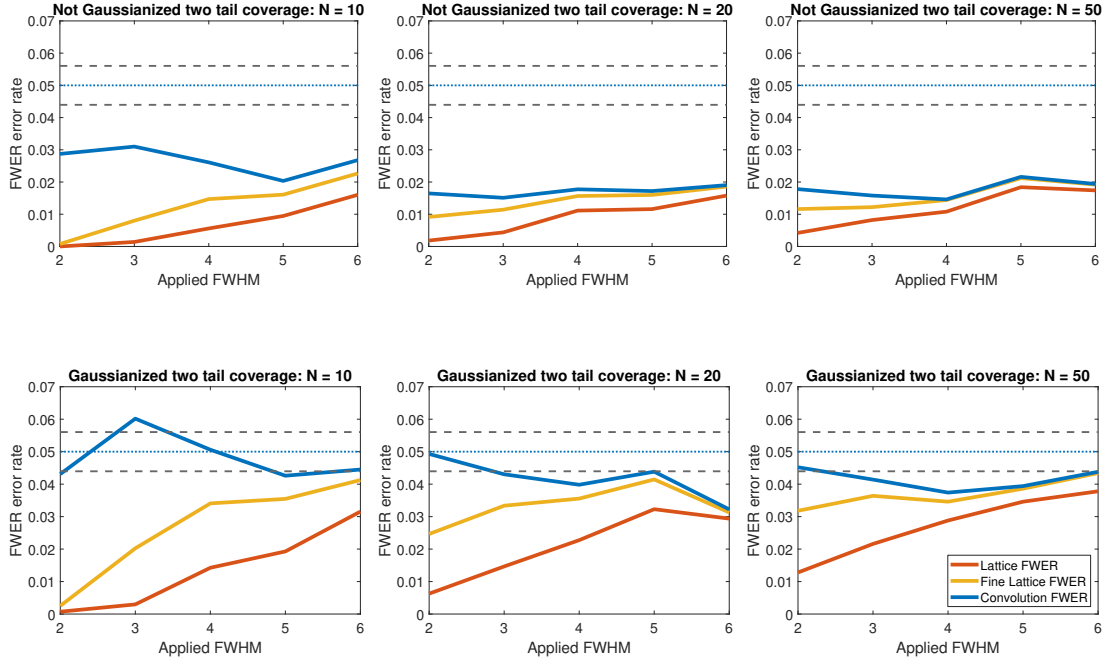 Not Gaussianized two tail coverage: N = 10
Not Gaussianized two tail coverage: N = 20
Not Gaussianized two tail coverage: N = 50
FWER error rate
0.07
0.06
0.05
0.04
0.03
0.02
0.01
0
2 3 4 5 6
Applied FWHM
FWER error rate
0.07
0.06
0.05
0.04
0.03
0.02
0.01
0
2 3 4 5 6
Applied FWHM
FWER error rate
0.07
0.06
0.05
0.04
0.03
0.02
0.01
0
2 3 4 5 6
Applied FWHM
Gaussianized two tail coverage: N = 10
Gaussianized two tail coverage: N = 20
Gaussianized two tail coverage: N = 50
FWER error rate
0.07
0.06
0.05
0.04
0.03
0.02
0.01
0
2 3 4 5 6
Applied FWHM
FWER error rate
0.07
0.06
0.05
0.04
0.03
0.02
0.01
0
2 3 4 5 6
Applied FWHM
FWER error rate
0.07
0.06
0.05
0.04
0.03
0.02
0.01
0
2 3 4 5 6
Applied FWHM
Lattice FWER
Fine Lattice FWER
Convolution FWER